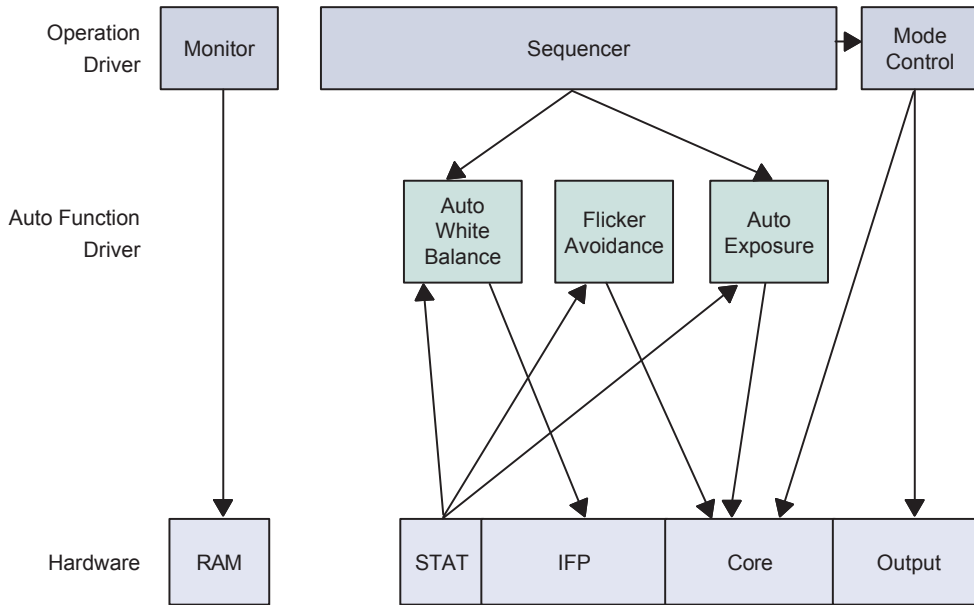 Operation
Driver
Monitor
Sequencer
Mode
Control
Auto Function
Driver
Auto
White
Balance
Flicker
Avoidance
Auto
Exposure
Hardware
RAM
STAT
IFP
Core
Output